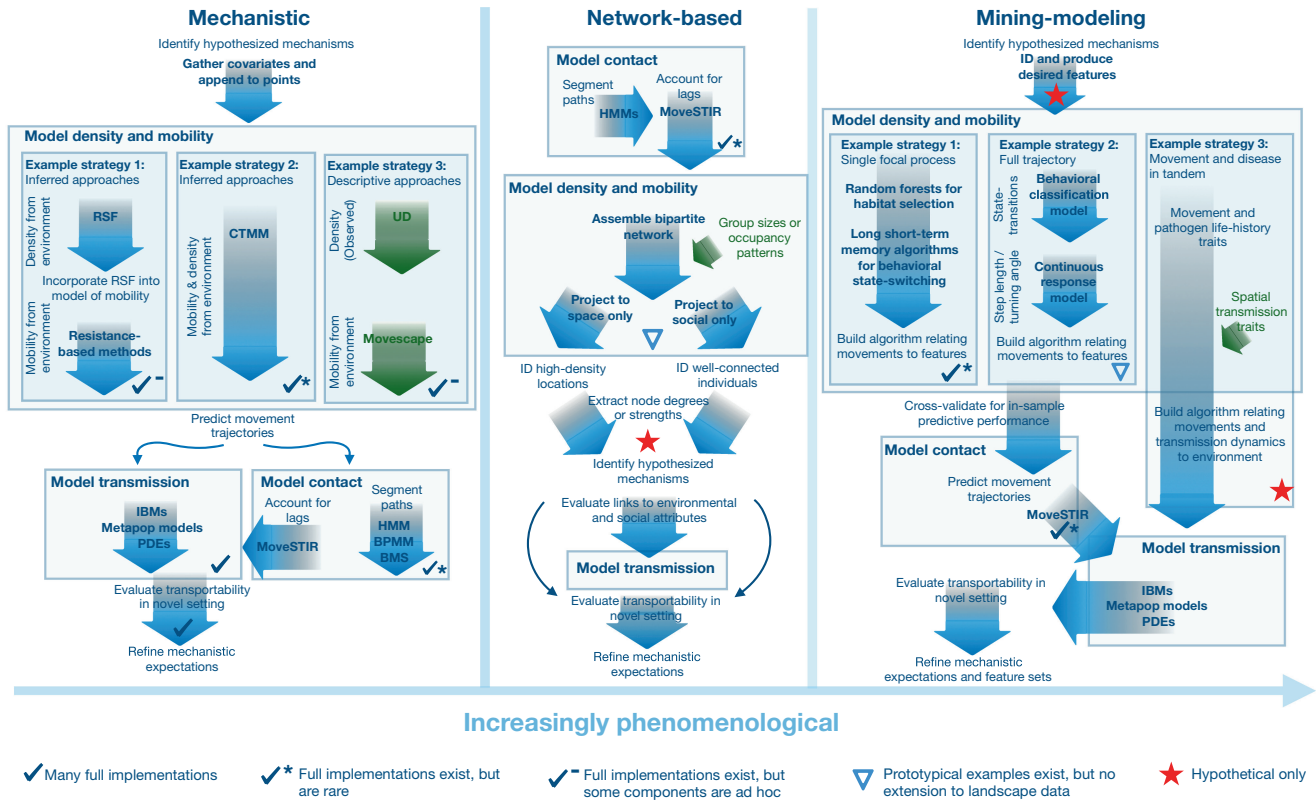 Mechanistic
Identify hypothesized mechanisms
Gather covariates and
append to points
Model density and mobility
Example strategy 1:
Inferred approaches
Density from
environment
RSF
Incorporate RSF into
model of mobility
Mobility from
environment
Resistance-
based methods
✓-
Example strategy 2:
Inferred approaches
Mobility & density
from environment
CTMM
✓*
Example strategy 3:
Descriptive approaches
Density
(Observed)
UD
Mobility from
environment
Movescape
✓-
Predict movement
trajectories
Model transmission
IBMs
Metapop models
PDEs
Model contact
Account for
lags
MoveSTIR
Segment
paths
HMM
BPMM
BMS
✓*
Evaluate transportability
in novel setting
Refine mechanistic
expectations
Network-based
Model contact
Segment
paths
HMMs
Account for
lags
MoveSTIR
✓*
Model density and mobility
Assemble bipartite
network
Group sizes or
occupancy
patterns
Project to
space only
Project to
social only
ID high-density
locations
ID well-connected
individuals
Extract node degrees
or strengths
Identify hypothesized
mechanisms
Evaluate links to environmental
and social attributes
Model transmission
Evaluate transportability in
novel setting
Refine mechanistic
expectations
Mining-modeling
Identify hypothesized mechanisms
ID and produce
desired features
Model density and mobility
Example strategy 1:
Single focal process
Random forests for
habitat selection
Long short-term
memory algorithms
for behavioral
state-switching
Build algorithm relating
movements to features
✓*
Example strategy 2:
Full trajectory
State-
transitions
Behavioral
classification
model
Step length /
turning angle
Continuous
response
model
Build algorithm relating
movements to features
Example strategy 3:
Movement and disease
in tandem
Movement and
pathogen life-history
traits
Spatial
transmission
traits
Build algorithm relating
movements and
transmission dynamics
to environment
Cross-validate for in-sample
predictive performance
Model contact
Predict movement
trajectories
MoveSTIR
✓*
Model transmission
IBMs
Metapop models
PDEs
Evaluate transportability in
novel setting
Refine mechanistic
expectations and feature sets
Increasingly phenomenological
Many full implementations
✓* Full implementations exist, but
are rare
✓- Full implementations exist, but
some components are ad hoc
Prototypical examples exist, but no
extension to landscape data
Hypothetical only